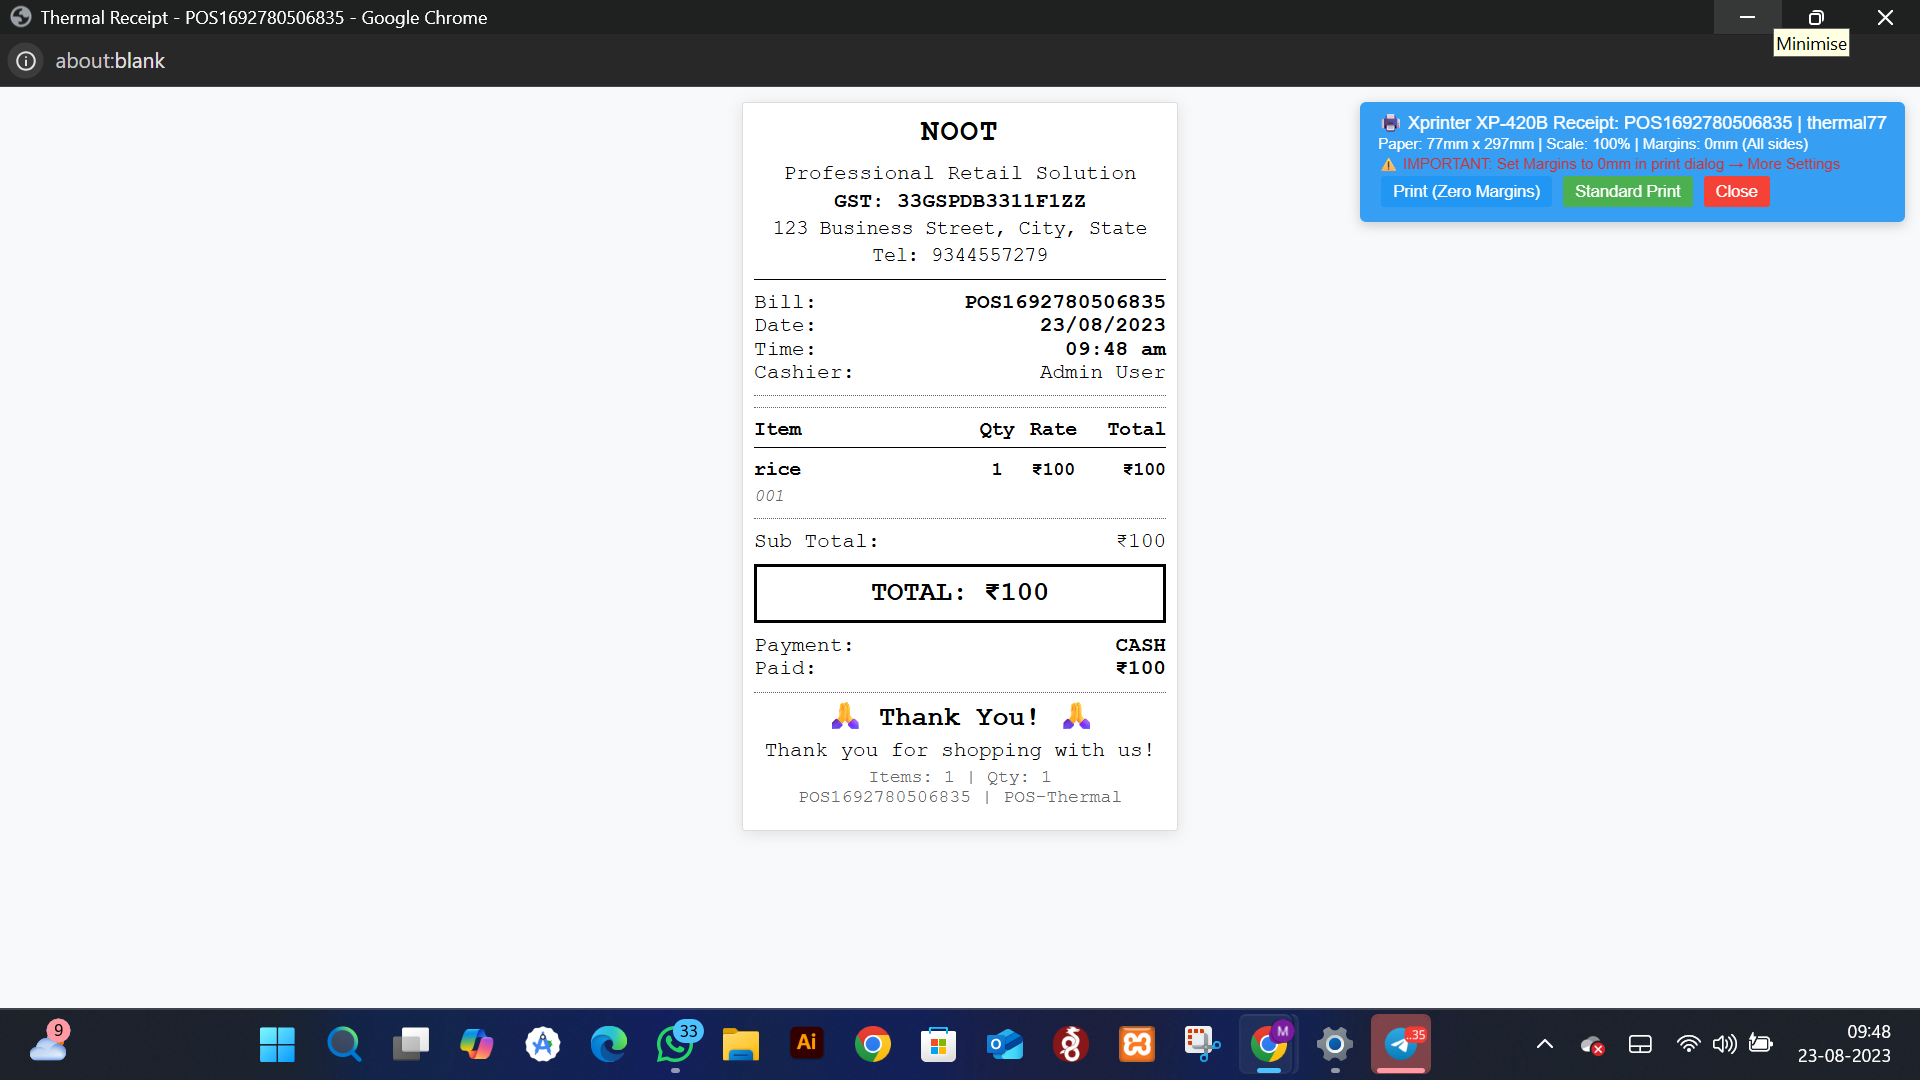 Thermal Receipt - POS1692780506835 - Google Chrome
Minimise
about:blank
NOOT
Professional Retail Solution
GST: 33GSPDB3311F1ZZ
123 Business Street, City, State
Tel: 9344557279
Bill: POS1692780506835
Date: 23/08/2023
Time: 09:48 am
Cashier: Admin User
Item Qty Rate Total
rice 1 ₹100 ₹100
001
Sub Total: ₹100
TOTAL: ₹100
Payment: CASH
Paid: ₹100
🙏 Thank You! 🙏
Thank you for shopping with us!
Items: 1 | Qty: 1
POS1692780506835 | POS-Thermal
🖨️ Xprinter XP-420B Receipt: POS1692780506835 | thermal77
Paper: 77mm x 297mm | Scale: 100% | Margins: 0mm (All sides)
⚠️ IMPORTANT: Set Margins to 0mm in print dialog → More Settings
Print (Zero Margins) Standard Print Close
9
33
Ai
M
35
09:48
23-08-2023